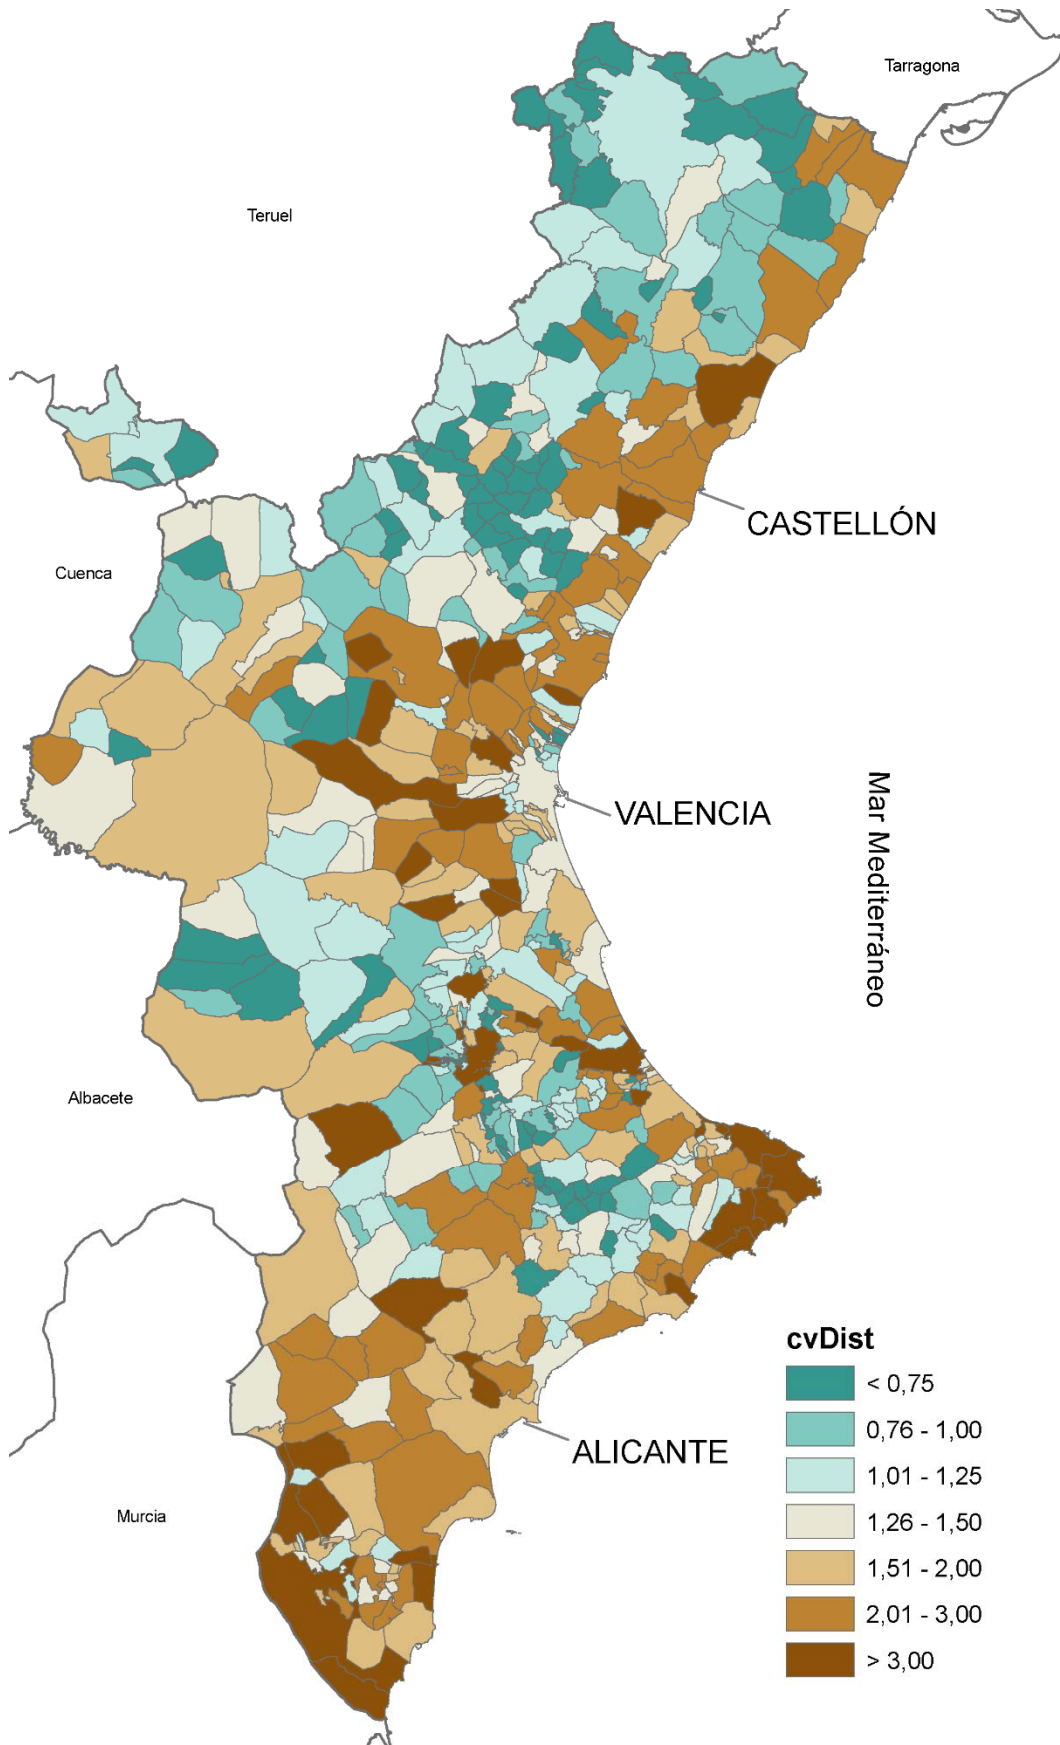 Tarragona
Teruel
CASTELLÓN
Cuenca
Mar Mediterráneo
VALENCIA
Albacete
cvDist
< 0,75
0,76 - 1,00
1,01 - 1,25
1,26 - 1,50
1,51 - 2,00
2,01 - 3,00
> 3,00
ALICANTE
Murcia